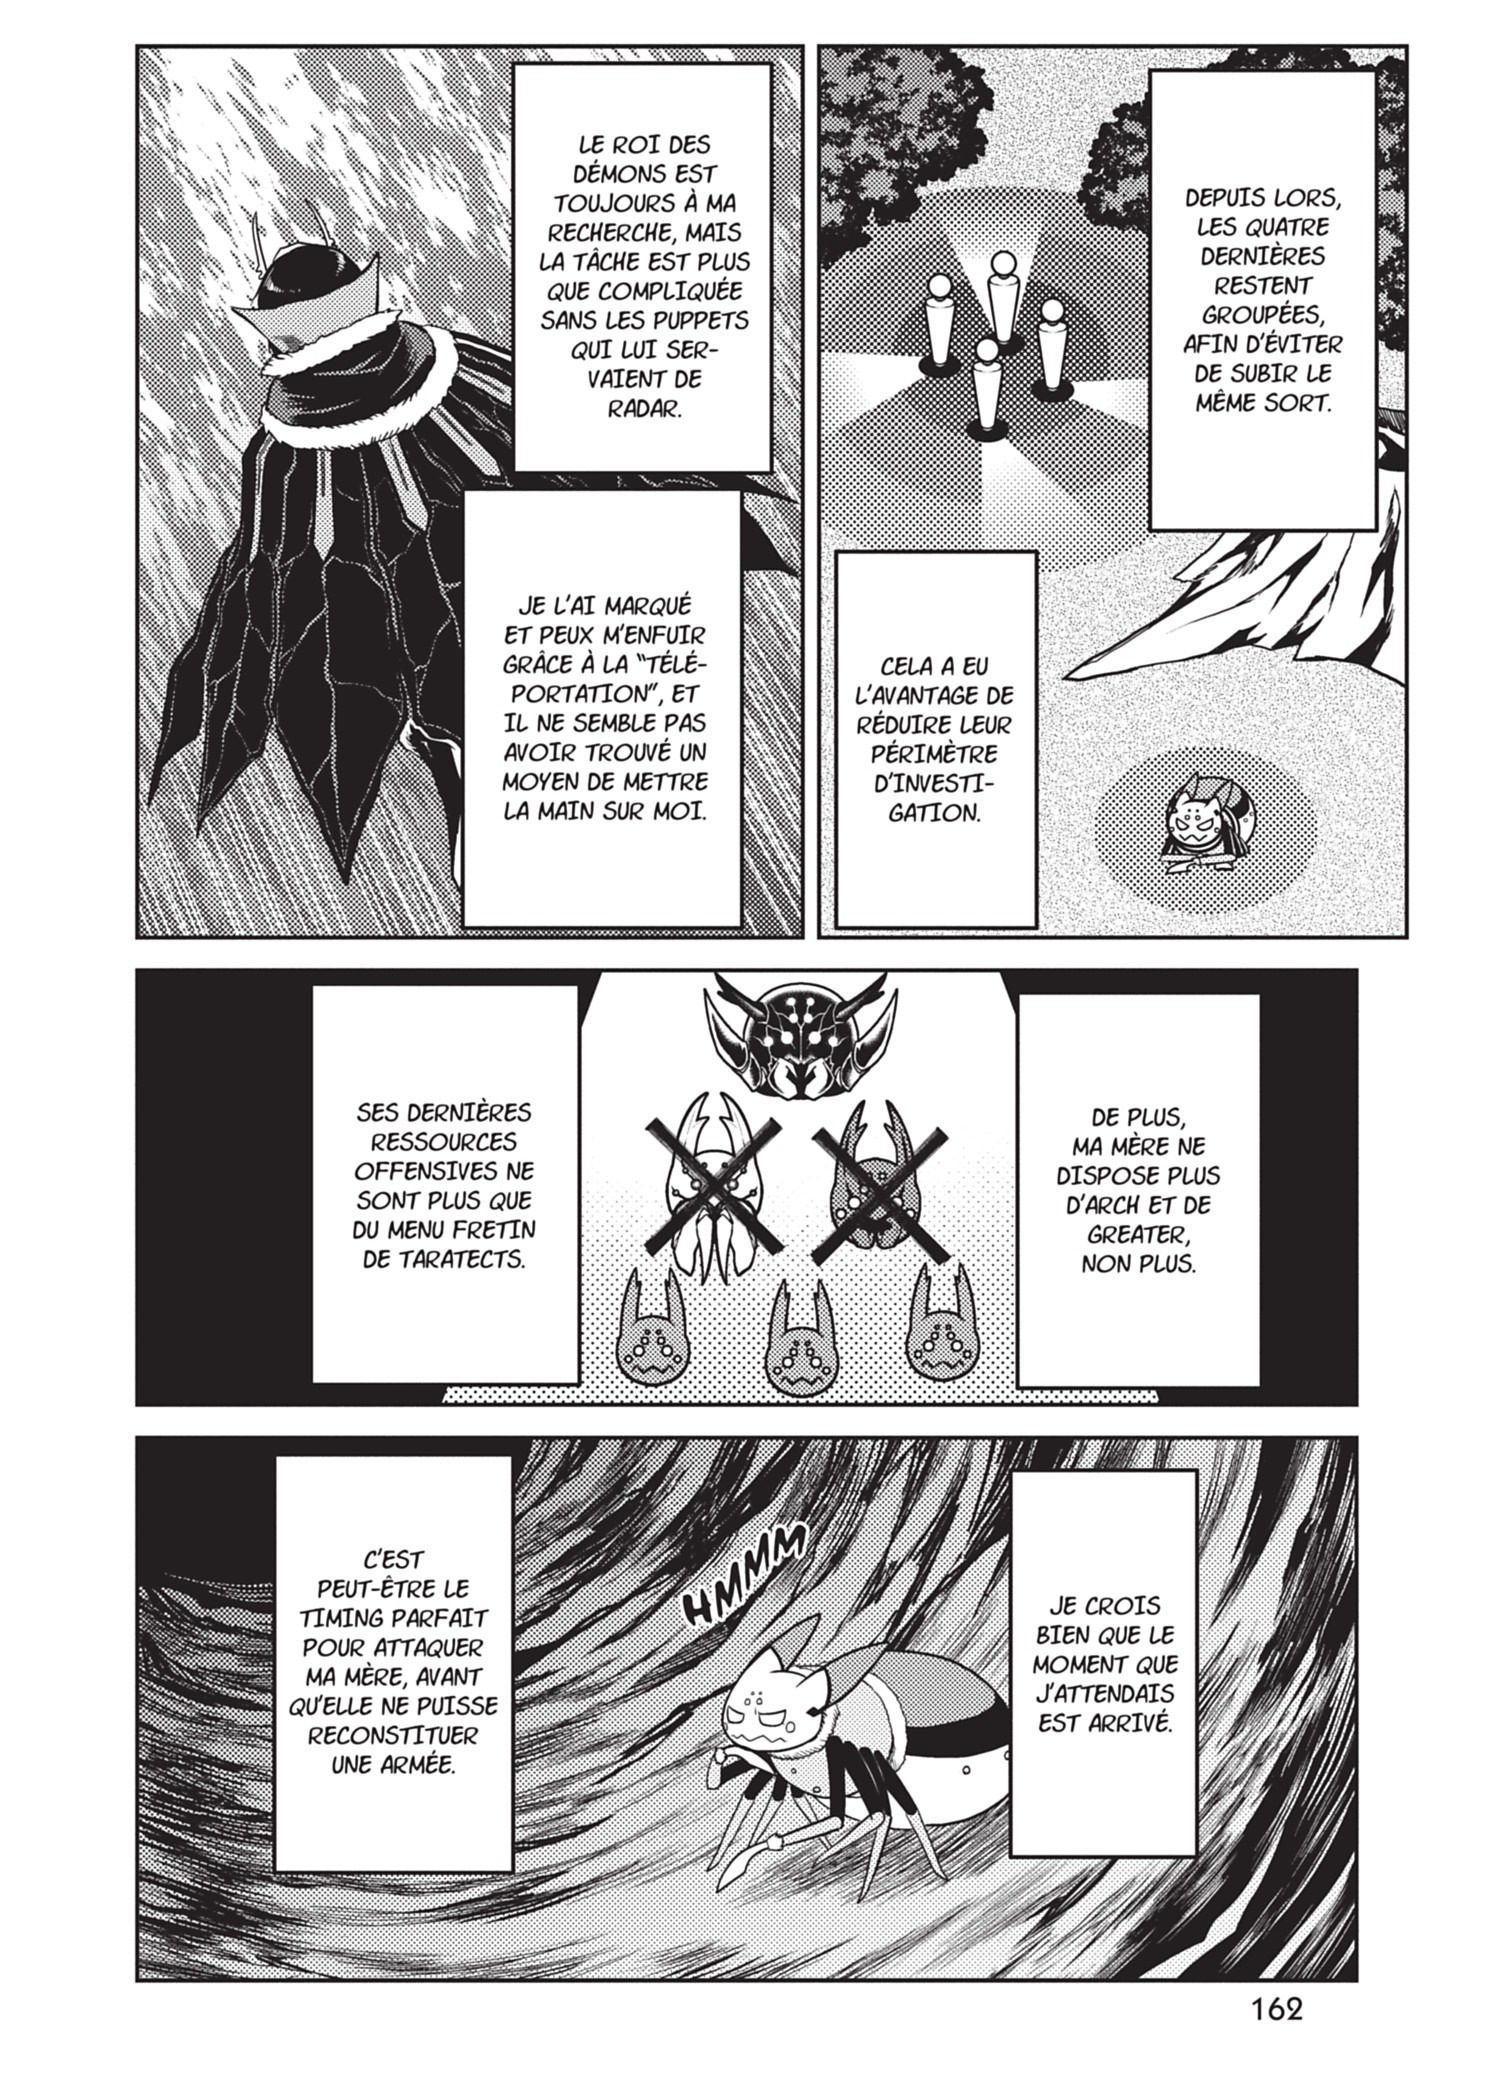 DEPUIS LORS,
LES QUATRE
DERNIÈRES
RESTENT
GROUPÉES,
AFIN D'ÉVITER
DE SUBIR LE
MÊME SORT.
CELA A EU
L'AVANTAGE DE
RÉDUIRE LEUR
PÉRIMÈTRE
D'INVESTI-
GATION.
LE ROI DES
DÉMONS EST
TOUJOURS À MA
RECHERCHE, MAIS
LA TÂCHE EST PLUS
QUE COMPLIQUÉE
SANS LES PUPPETS
QUI LUI SER-
VAIENT DE
RADAR.
JE L'AI MARQUÉ
ET PEUX M'ENFUIR
GRÂCE À LA "TÉLÉ-
PORTATION", ET
IL NE SEMBLE PAS
AVOIR TROUVÉ UN
MOYEN DE METTRE
LA MAIN SUR MOI.
DE PLUS,
MA MÈRE NE
DISPOSE PLUS
D'ARCH ET DE
GREATER,
NON PLUS.
SES DERNIÈRES
RESSOURCES
OFFENSIVES NE
SONT PLUS QUE
DU MENU FRETIN
DE TARATECTS.
JE CROIS
BIEN QUE LE
MOMENT QUE
J'ATTENDAIS
EST ARRIVÉ.
HMMM
C'EST
PEUT-ÊTRE LE
TIMING PARFAIT
POUR ATTAQUER
MA MÈRE, AVANT
QU'ELLE NE PUISSE
RECONSTITUER
UNE ARMÉE.
162